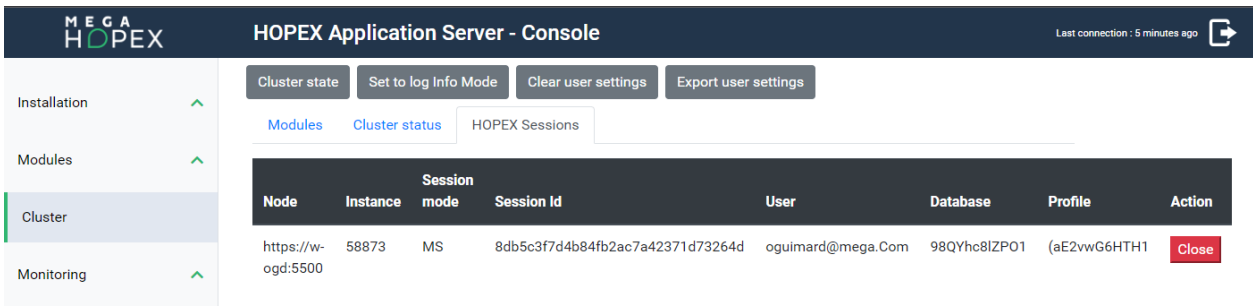 MEGA
HOPEX
HOPEX Application Server - Console
Last connection : 5 minutes ago
Installation
Modules
Cluster
Monitoring
Cluster state
Set to log Info Mode
Clear user settings
Export user settings
Modules
Cluster status
HOPEX Sessions
Node
Instance
Session
mode
Session Id
User
Database
Profile
Action
https://w-
ogd:5500
58873
MS
8db5c3f7d4b84fb2ac7a42371d73264d
oguimard@mega.Com
98QYhc8lZPO1
(aE2vwG6HTH1
Close